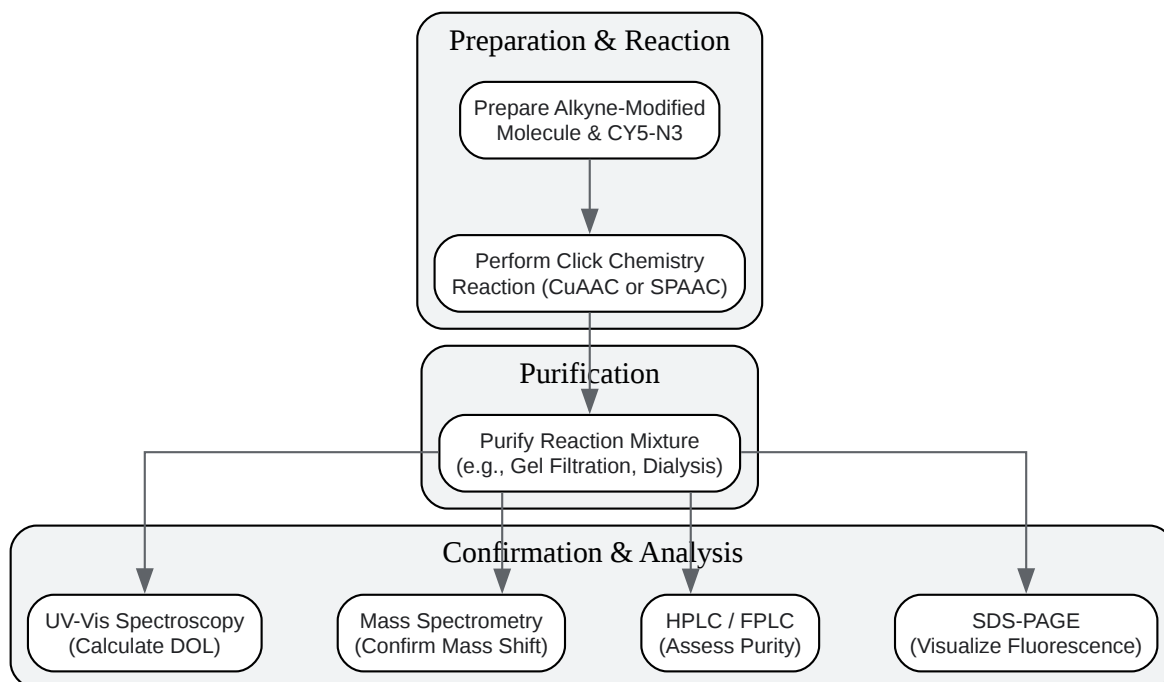 Preparation & Reaction
Prepare Alkyne-Modified
Molecule & CY5-N3
Perform Click Chemistry
Reaction (CuAAC or SPAAC)
Purification
Purify Reaction Mixture
(e.g., Gel Filtration, Dialysis)
Confirmation & Analysis
UV-Vis Spectroscopy
(Calculate DOL)
Mass Spectrometry
(Confirm Mass Shift)
HPLC / FPLC
(Assess Purity)
SDS-PAGE
(Visualize Fluorescence)